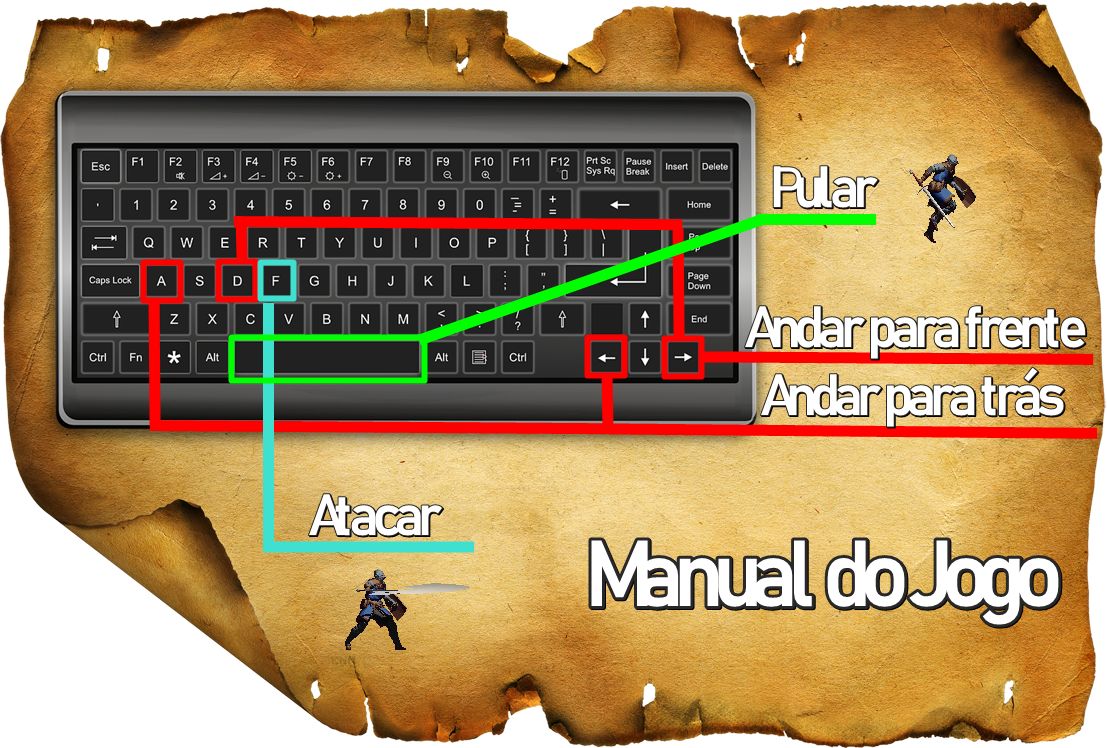 Esc F1 F2 F3 F4 F5 F6 F7 F8 F9 F10 F11 F12 Prt Sc Sys Rq Pause Break Insert Delete
' 1 2 3 4 5 6 7 8 9 0 + = ← Home
Q W E R T Y U I O P { [ } ] | \
Caps Lock A S D F G H J K L : ; " , Page Down
⇧ Z X C V B N M < ? / ⇧ ↑ End
Ctrl Fn * Alt Alt Ctrl ← ↓ →
Pular
Andar para frente
Andar para trás
Atacar
Manual do Jogo